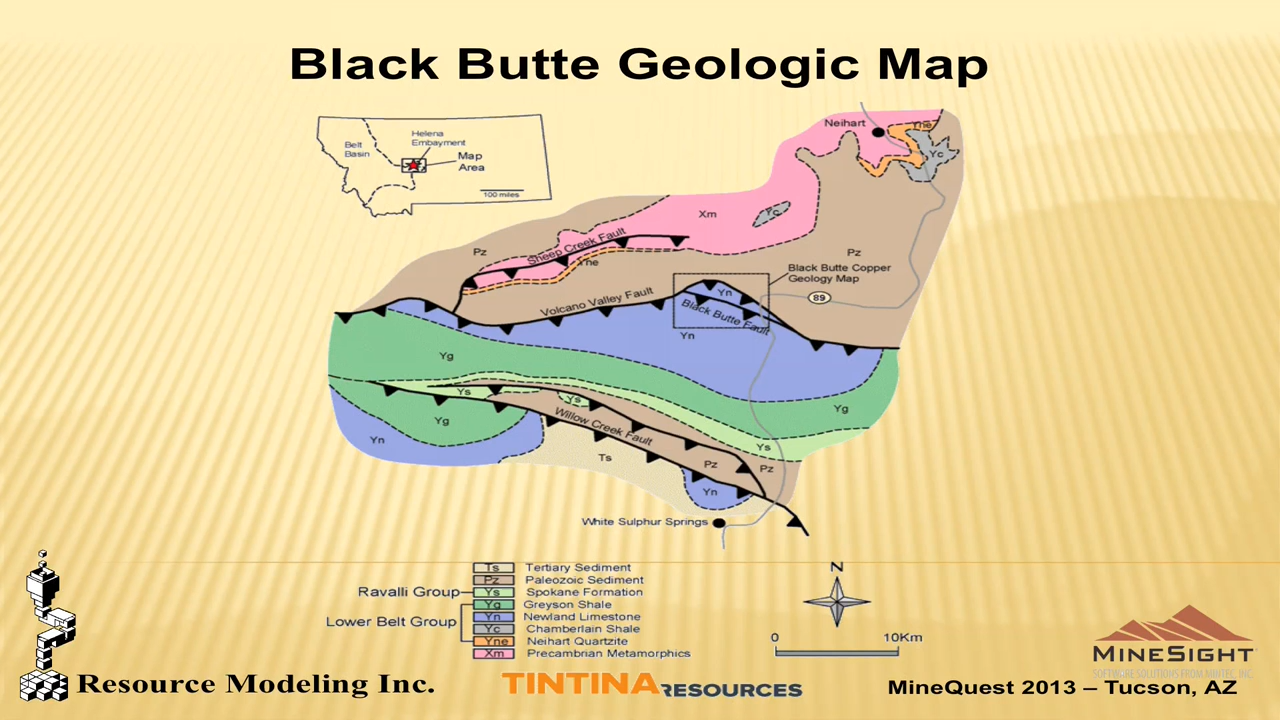 Black Butte Geologic Map
Belt
Basin
Helena
Embayment
Map
Area
100 miles
Neihart
Yne
Yc
Xm
Yc
Pz
Sheep Creek Fault
Yne
Pz
Black Butte Copper
Geology Map
89
Volcano Valley Fault
Yn
Black Butte Fault
Yn
Yg
Ys
Ys
Yg
Yg
Willow Creek Fault
Yn
Ys
Ts
Pz
Pz
Yn
White Sulphur Springs
Ts Tertiary Sediment
Pz Paleozoic Sediment
Ravalli Group Ys Spokane Formation
Yg Greyson Shale
Lower Belt Group Yn Newland Limestone
Yc Chamberlain Shale
Yne Neihart Quartzite
Xm Precambrian Metamorphics
N
0 10Km
Resource Modeling Inc.
TINTINA RESOURCES
MINESIGHT
SOFTWARE SOLUTIONS FROM MINTEC, INC.
MineQuest 2013 – Tucson, AZ